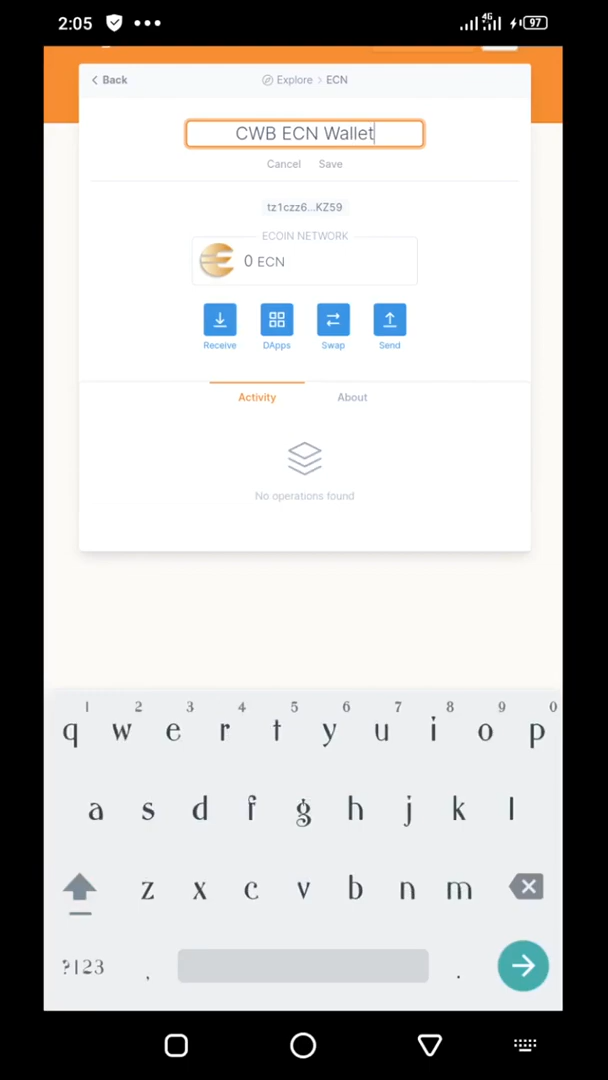 2:05
4G
97
Back
Explore > ECN
CWB ECN Wallet
Cancel Save
tz1czz6...KZ59
ECOIN NETWORK
0 ECN
Receive DApps Swap Send
Activity About
No operations found
1 2 3 4 5 6 7 8 9 0
q w e r t y u i o p
a s d f g h j k l
z x c v b n m
?123 , .